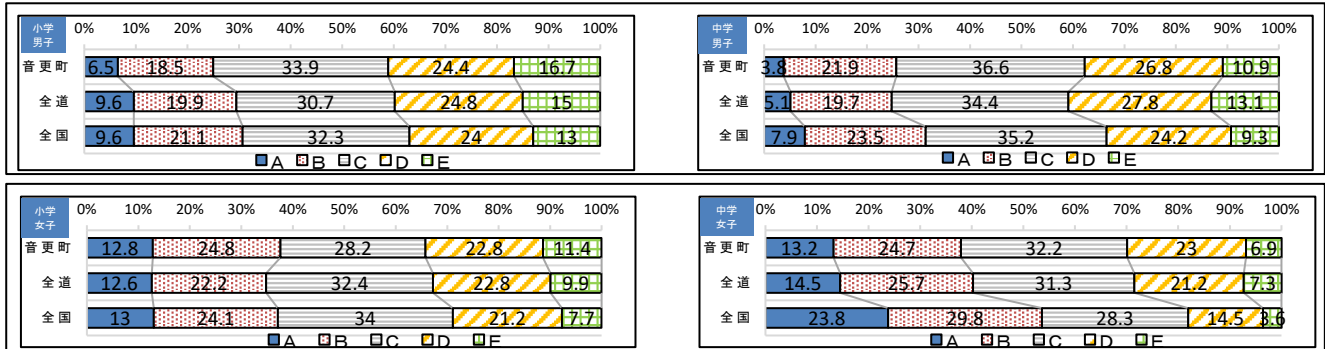 小学
男子
0% 10% 20% 30% 40% 50% 60% 70% 80% 90% 100%
音更町 6.5 18.5 33.9 24.4 16.7
全道 9.6 19.9 30.7 24.8 15
全国 9.6 21.1 32.3 24 13
A B C D E
中学
男子
0% 10% 20% 30% 40% 50% 60% 70% 80% 90% 100%
音更町 3.8 21.9 36.6 26.8 10.9
全道 5.1 19.7 34.4 27.8 13.1
全国 7.9 23.5 35.2 24.2 9.3
A B C D E
小学
女子
0% 10% 20% 30% 40% 50% 60% 70% 80% 90% 100%
音更町 12.8 24.8 28.2 22.8 11.4
全道 12.6 22.2 32.4 22.8 9.9
全国 13 24.1 34 21.2 7.7
A B C D E
中学
女子
0% 10% 20% 30% 40% 50% 60% 70% 80% 90% 100%
音更町 13.2 24.7 32.2 23 6.9
全道 14.5 25.7 31.3 21.2 7.3
全国 23.8 29.8 28.3 14.5 3.6
A B C D E